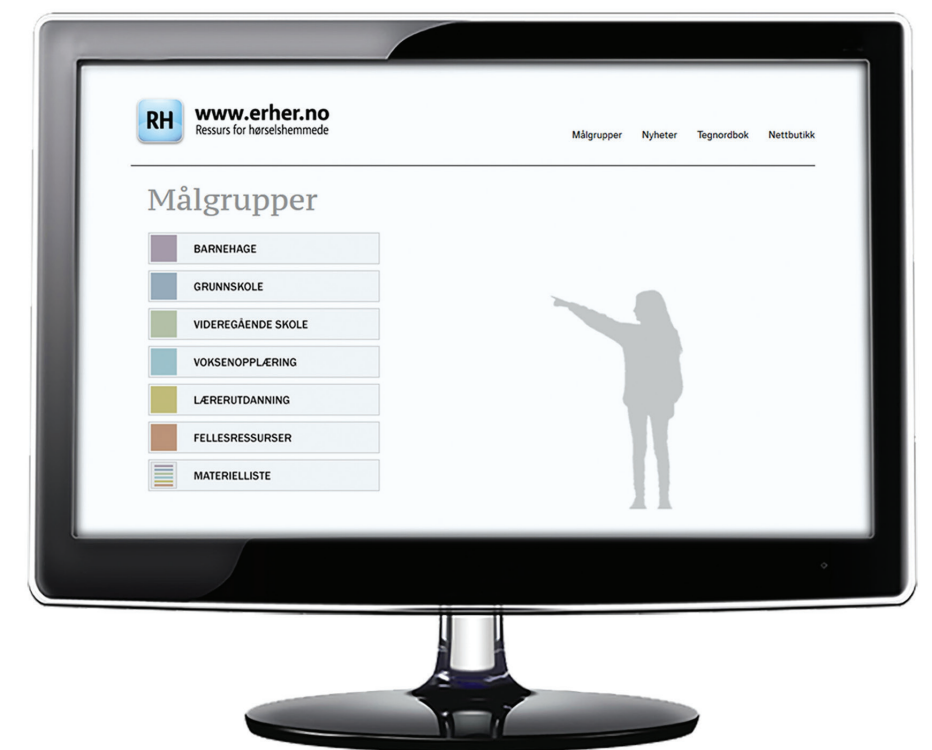 RH
www.erher.no
Ressurs for hørselshemmede
Målgrupper Nyheter Tegnordbok Nettbutikk
Målgrupper
BARNEHAGE
GRUNNSKOLE
VIDEREGÅENDE SKOLE
VOKSENOPPLÆRING
LÆRERUTDANNING
FELLESRESSURSER
MATERIELLISTE